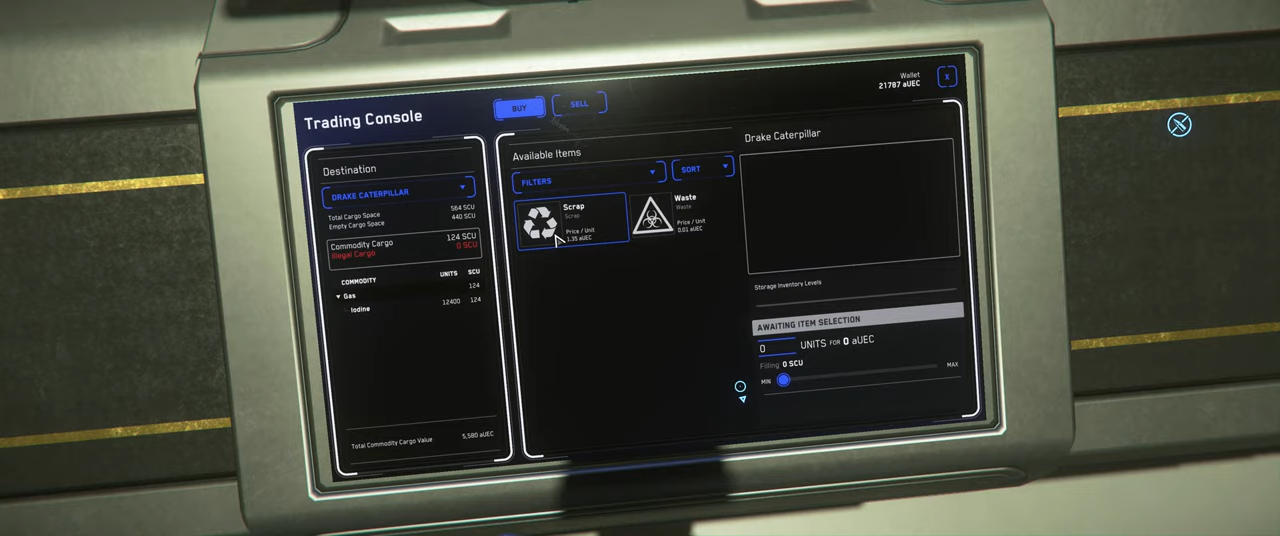 Trading Console
BUY
SELL
Wallet
21787 aUEC
X
Destination
DRAKE CATERPILLAR
Total Cargo Space 564 SCU
Empty Cargo Space 440 SCU
Commodity Cargo 124 SCU
Illegal Cargo 0 SCU
COMMODITY UNITS SCU
Gas 124
Iodine 12400 124
Total Commodity Cargo Value 5,580 aUEC
Available Items
FILTERS
SORT
Scrap
Scrap
Price / Unit
1.35 aUEC
Waste
Waste
Price / Unit
0.01 aUEC
Drake Caterpillar
Storage Inventory Levels
AWAITING ITEM SELECTION
0 UNITS FOR 0 aUEC
Filling 0 SCU
MIN MAX